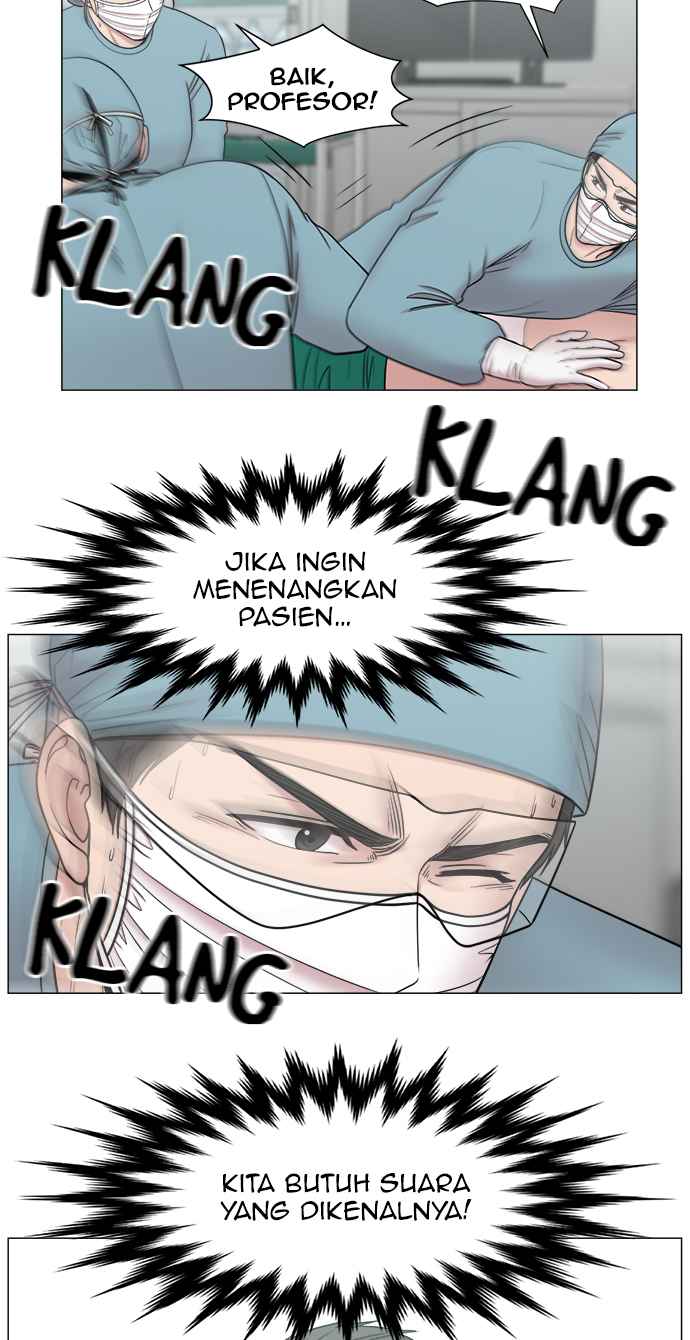 BAIK,
PROFESOR!
KLANG
KLANG
JIKA INGIN
MENENANGKAN
PASIEN...
KLANG
KITA BUTUH SUARA
YANG DIKENALNYA!